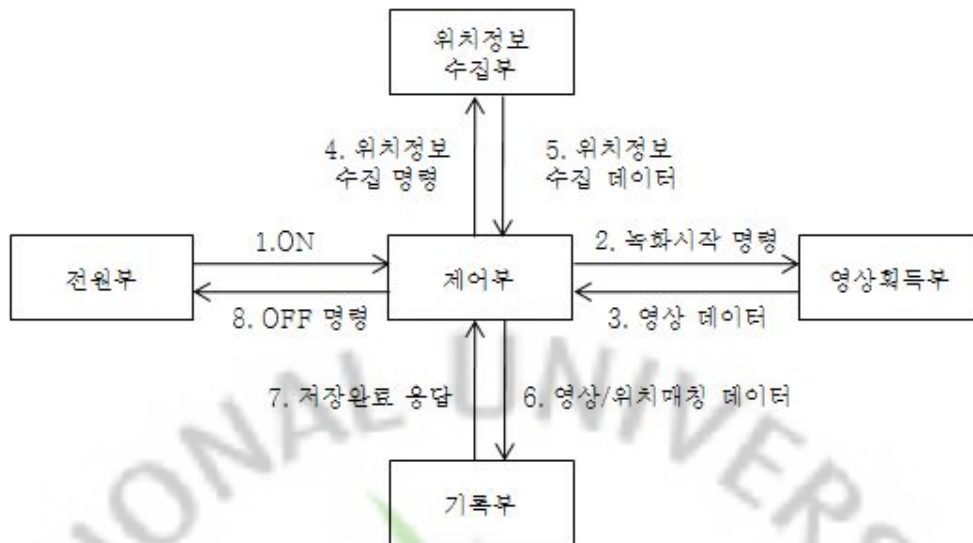 위치정보
수집부
4. 위치정보
수집 명령
5. 위치정보
수집 데이터
전원부
1.ON
8. OFF 명령
제어부
2. 녹화시작 명령
3. 영상 데이터
영상획득부
7. 저장완료 응답
6. 영상/위치매칭 데이터
기록부
IONAL UNIVERS